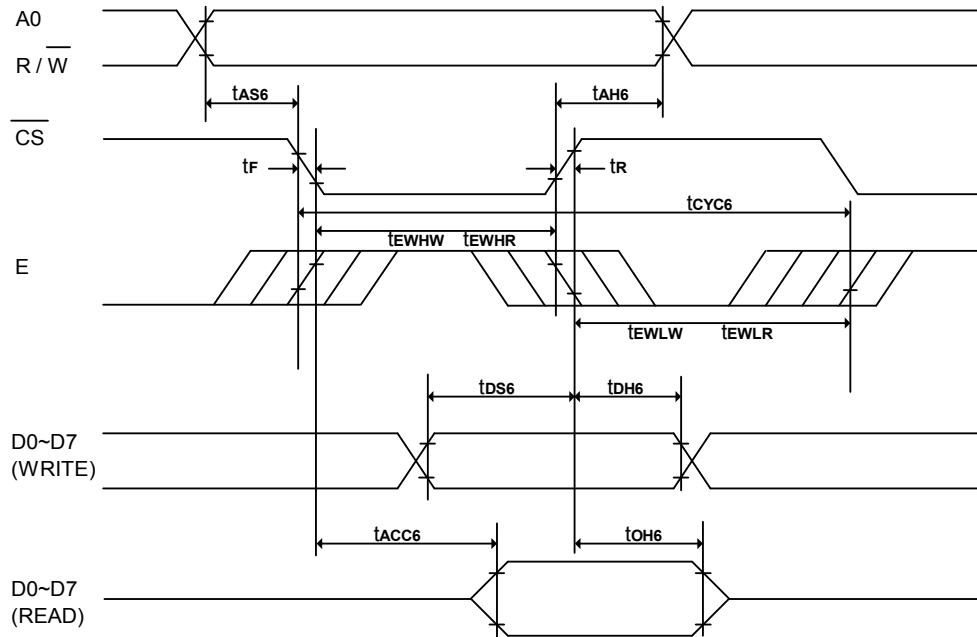 A0
R / W
tAS6
tAH6
CS
tF
tR
tCYC6
tEWHW tEWHR
E
tEWLW tEWLR
tDS6 tDH6
D0~D7
(WRITE)
tACC6
tOH6
D0~D7
(READ)